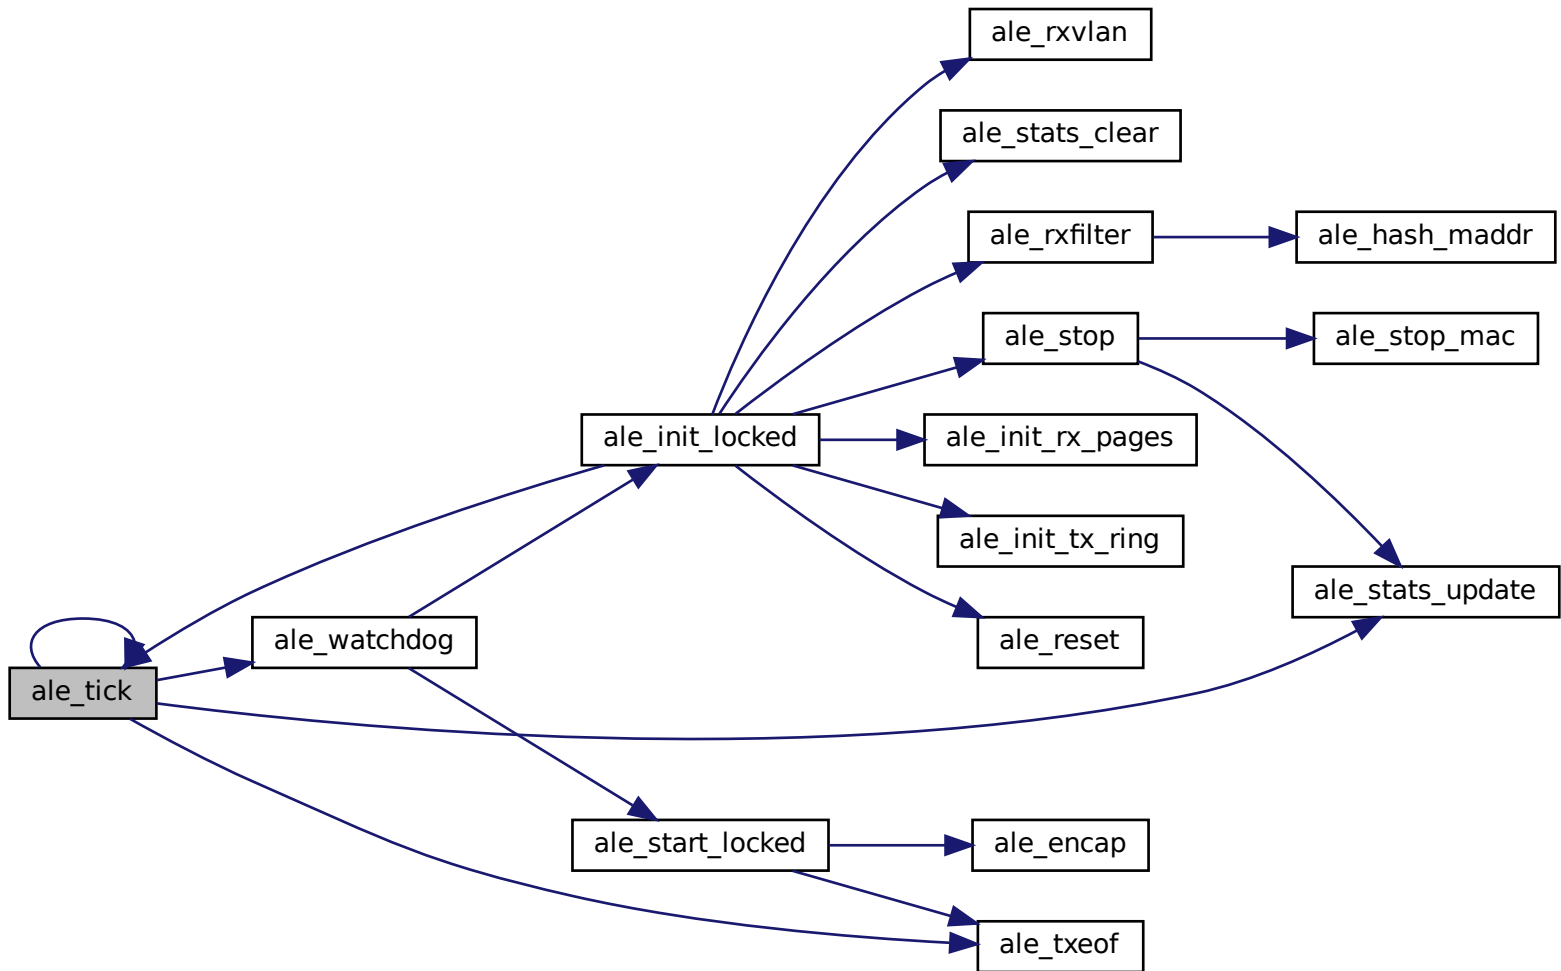 ale_rxvlan
ale_stats_clear
ale_rxfilter
ale_hash_maddr
ale_stop
ale_stop_mac
ale_init_locked
ale_init_rx_pages
ale_init_tx_ring
ale_stats_update
ale_watchdog
ale_reset
ale_tick
ale_start_locked
ale_encap
ale_txeof